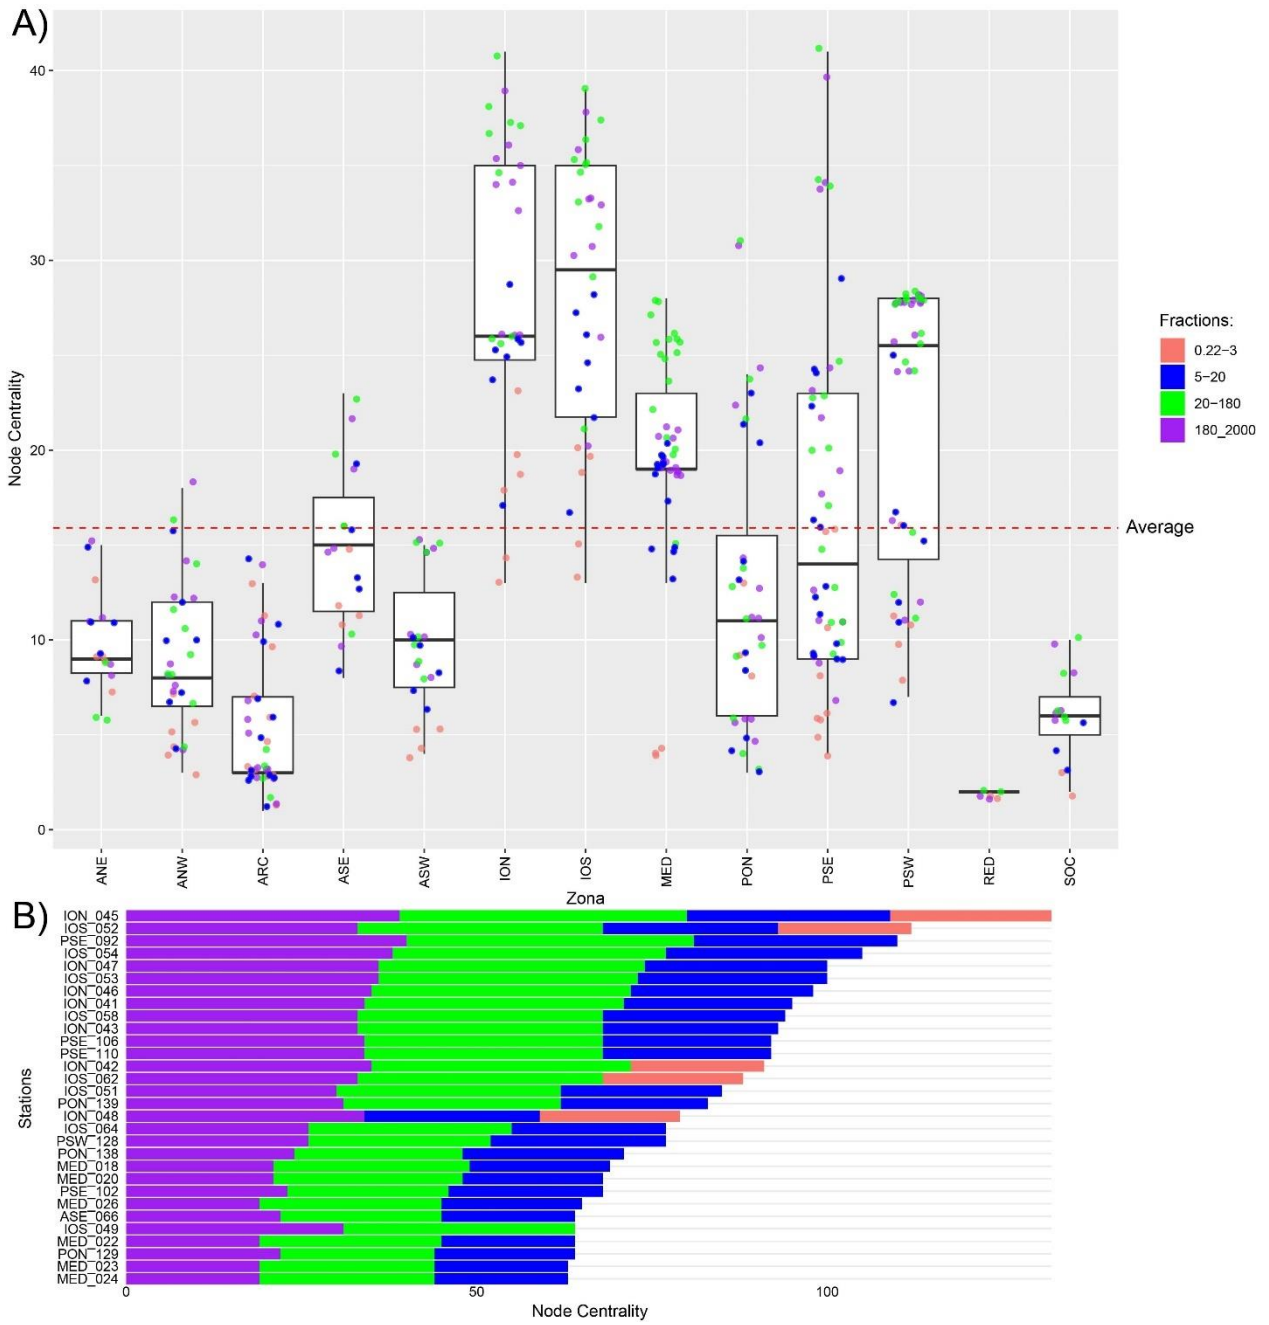 A)
40
30
20
10
0
Node Centrality
Average
Fractions:
0.22−3
5−20
20−180
180_2000
ANE
ANW
ARC
ASE
ASW
ION
IOS
MED
PON
PSE
PSW
RED
SOC
Zona
B)
ION_045
IOS_052
PSE_092
IOS_054
ION_047
IOS_053
ION_046
ION_041
IOS_058
ION_043
PSE_106
PSE_110
ION_042
IOS_062
IOS_051
PON_139
ION_048
IOS_064
PSW_128
PON_138
MED_018
MED_020
PSE_102
MED_026
ASE_066
IOS_049
MED_022
PON_129
MED_023
MED_024
Stations
0
50
100
Node Centrality